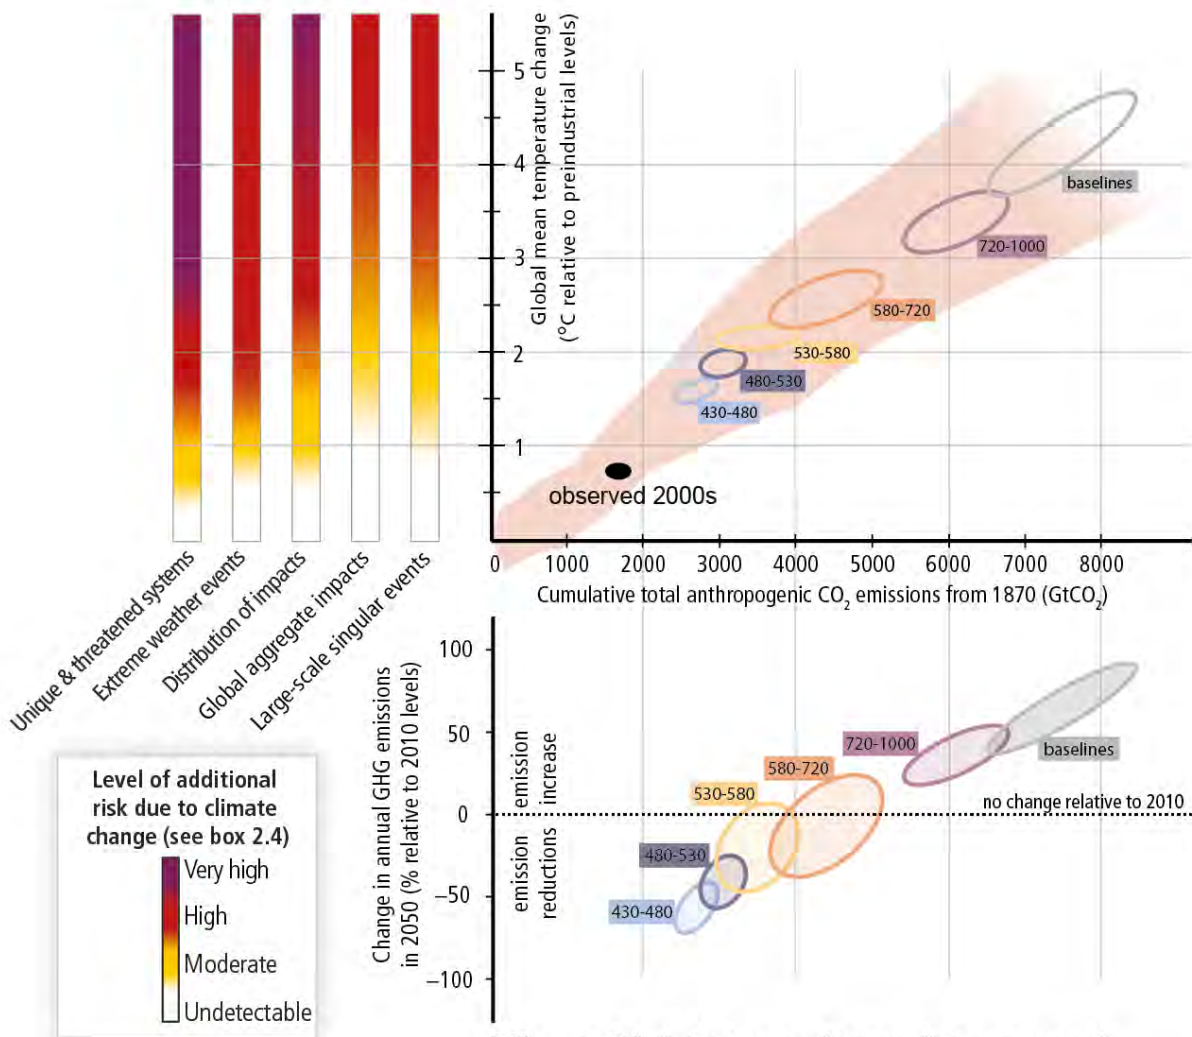 Global mean temperature change
(°C relative to preindustrial levels)
5
4
3
2
1
baselines
720-1000
580-720
530-580
480-530
430-480
observed 2000s
0 1000 2000 3000 4000 5000 6000 7000 8000
Cumulative total anthropogenic CO₂ emissions from 1870 (GtCO₂)
Unique & threatened systems
Extreme weather events
Distribution of impacts
Global aggregate impacts
Large-scale singular events
Level of additional
risk due to climate
change (see box 2.4)
Very high
High
Moderate
Undetectable
Change in annual GHG emissions
in 2050 (% relative to 2010 levels)
100
50
0
−50
−100
emission
increase
emission
reductions
baselines
720-1000
580-720
530-580
no change relative to 2010
480-530
430-480